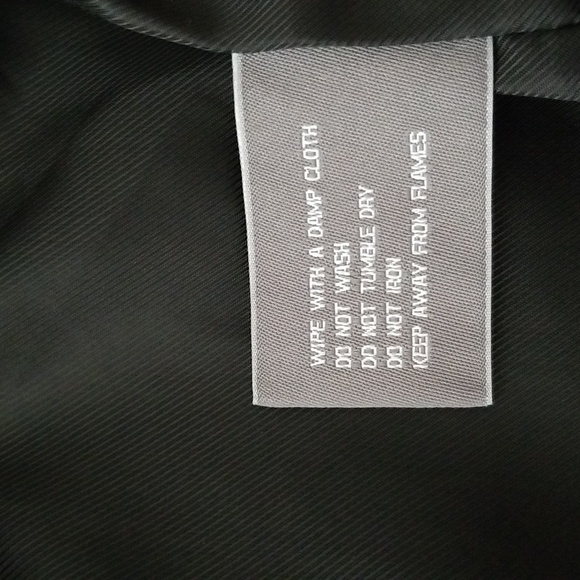 WIPE WITH A DAMP CLOTH
DO NOT WASH
DO NOT TUMBLE DRY
DO NOT IRON
KEEP AWAY FROM FLAMES